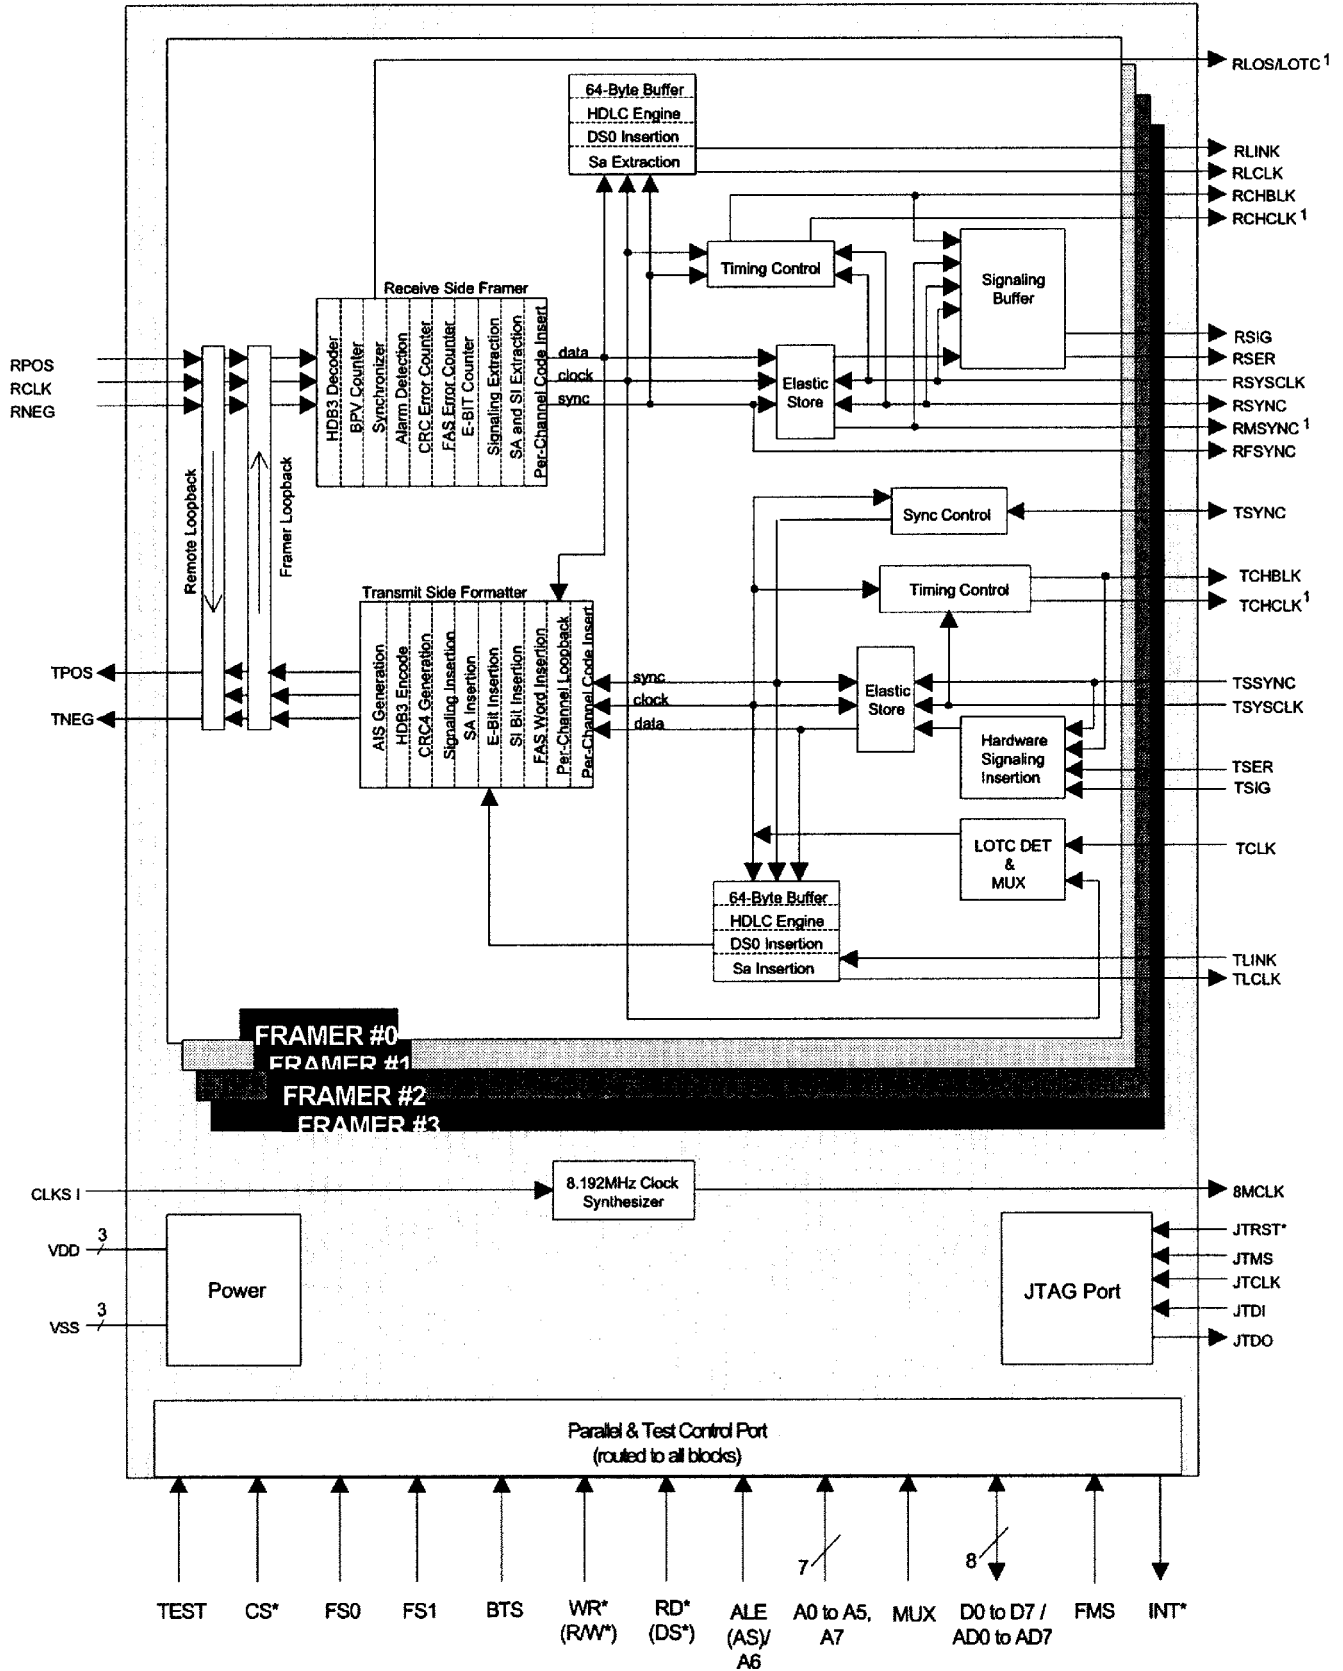 RLOS/LOTC 1
64-Byte Buffer
HDLC Engine
DS0 Insertion
Sa Extraction
RLINK
RLCLK
RCHBLK
RCHCLK 1
Timing Control
Signaling
Buffer
Receive Side Framer
HDB3 Decoder
BPV Counter
Synchronizer
Alarm Detection
CRC Error Counter
FAS Error Counter
E-BIT Counter
Signaling Extraction
SA and SI Extraction
Per-Channel Code Insert
RPOS
RCLK
RNEG
data
clock
sync
Elastic
Store
RSIG
RSER
RSYSCLK
RSYNC
RMSYNC 1
RFSYNC
Remote Loopback
Framer Loopback
Sync Control
TSYNC
Timing Control
TCHBLK
TCHCLK 1
Transmit Side Formatter
AIS Generation
HDB3 Encode
CRC4 Generation
Signaling Insertion
SA Insertion
E-Bit Insertion
SI Bit Insertion
FAS Word Insertion
Per-Channel Loopback
Per-Channel Code Insert
TPOS
TNEG
sync
clock
data
Elastic
Store
TSSYNC
TSYSCLK
Hardware
Signaling
Insertion
TSER
TSIG
LOTC DET
&
MUX
TCLK
64-Byte Buffer
HDLC Engine
DS0 Insertion
Sa Insertion
TLINK
TLCLK
FRAMER #0
FRAMER #1
FRAMER #2
FRAMER #3
CLKS I
8.192MHz Clock
Synthesizer
8MCLK
VDD
3
VSS
3
Power
JTAG Port
JTRST*
JTMS
JTCLK
JTDI
JTDO
Parallel & Test Control Port
(routed to all blocks)
7
8
TEST
CS*
FS0
FS1
BTS
WR*
(R/W*)
RD*
(DS*)
ALE
(AS)/
A6
A0 to A5,
A7
MUX
D0 to D7 /
AD0 to AD7
FMS
INT*